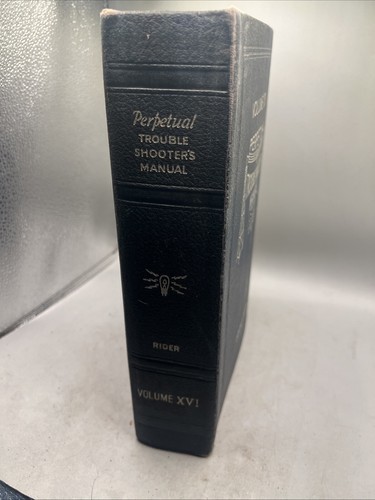 Perpetual
TROUBLE
SHOOTER'S
MANUAL
RIDER
VOLUME XVI